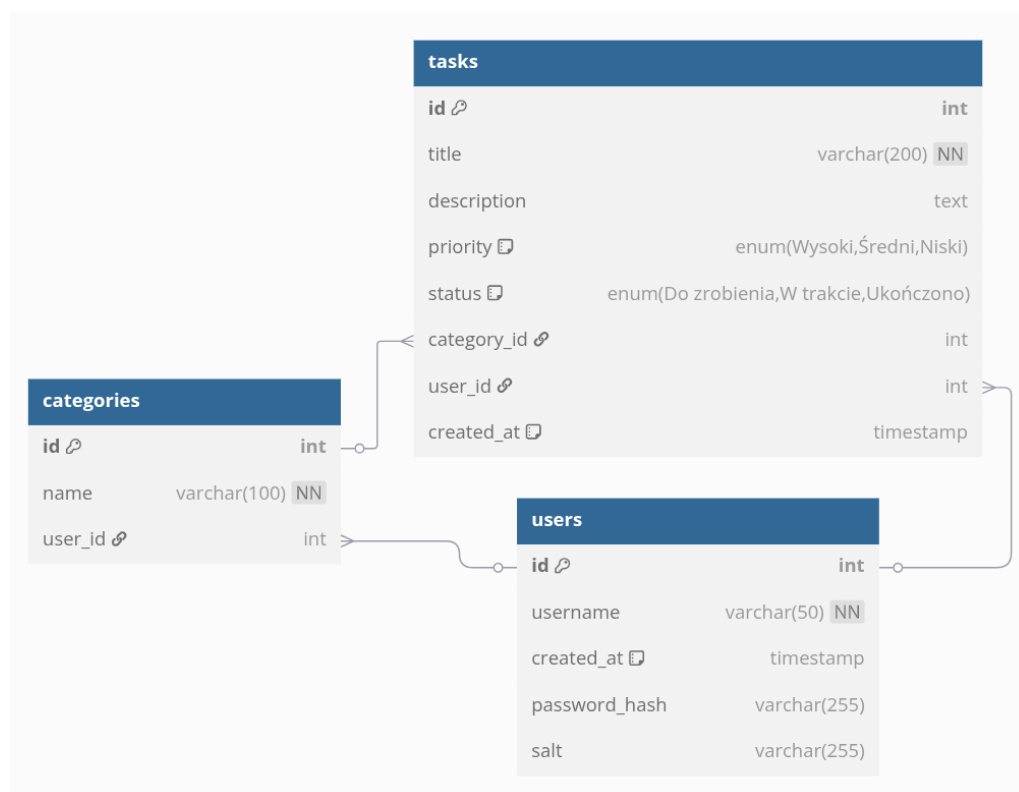 tasks
id int
title varchar(200) NN
description text
priority enum(Wysoki,Średni,Niski)
status enum(Do zrobienia,W trakcie,Ukończono)
category_id int
user_id int
created_at timestamp
categories
id int
name varchar(100) NN
user_id int
users
id int
username varchar(50) NN
created_at timestamp
password_hash varchar(255)
salt varchar(255)